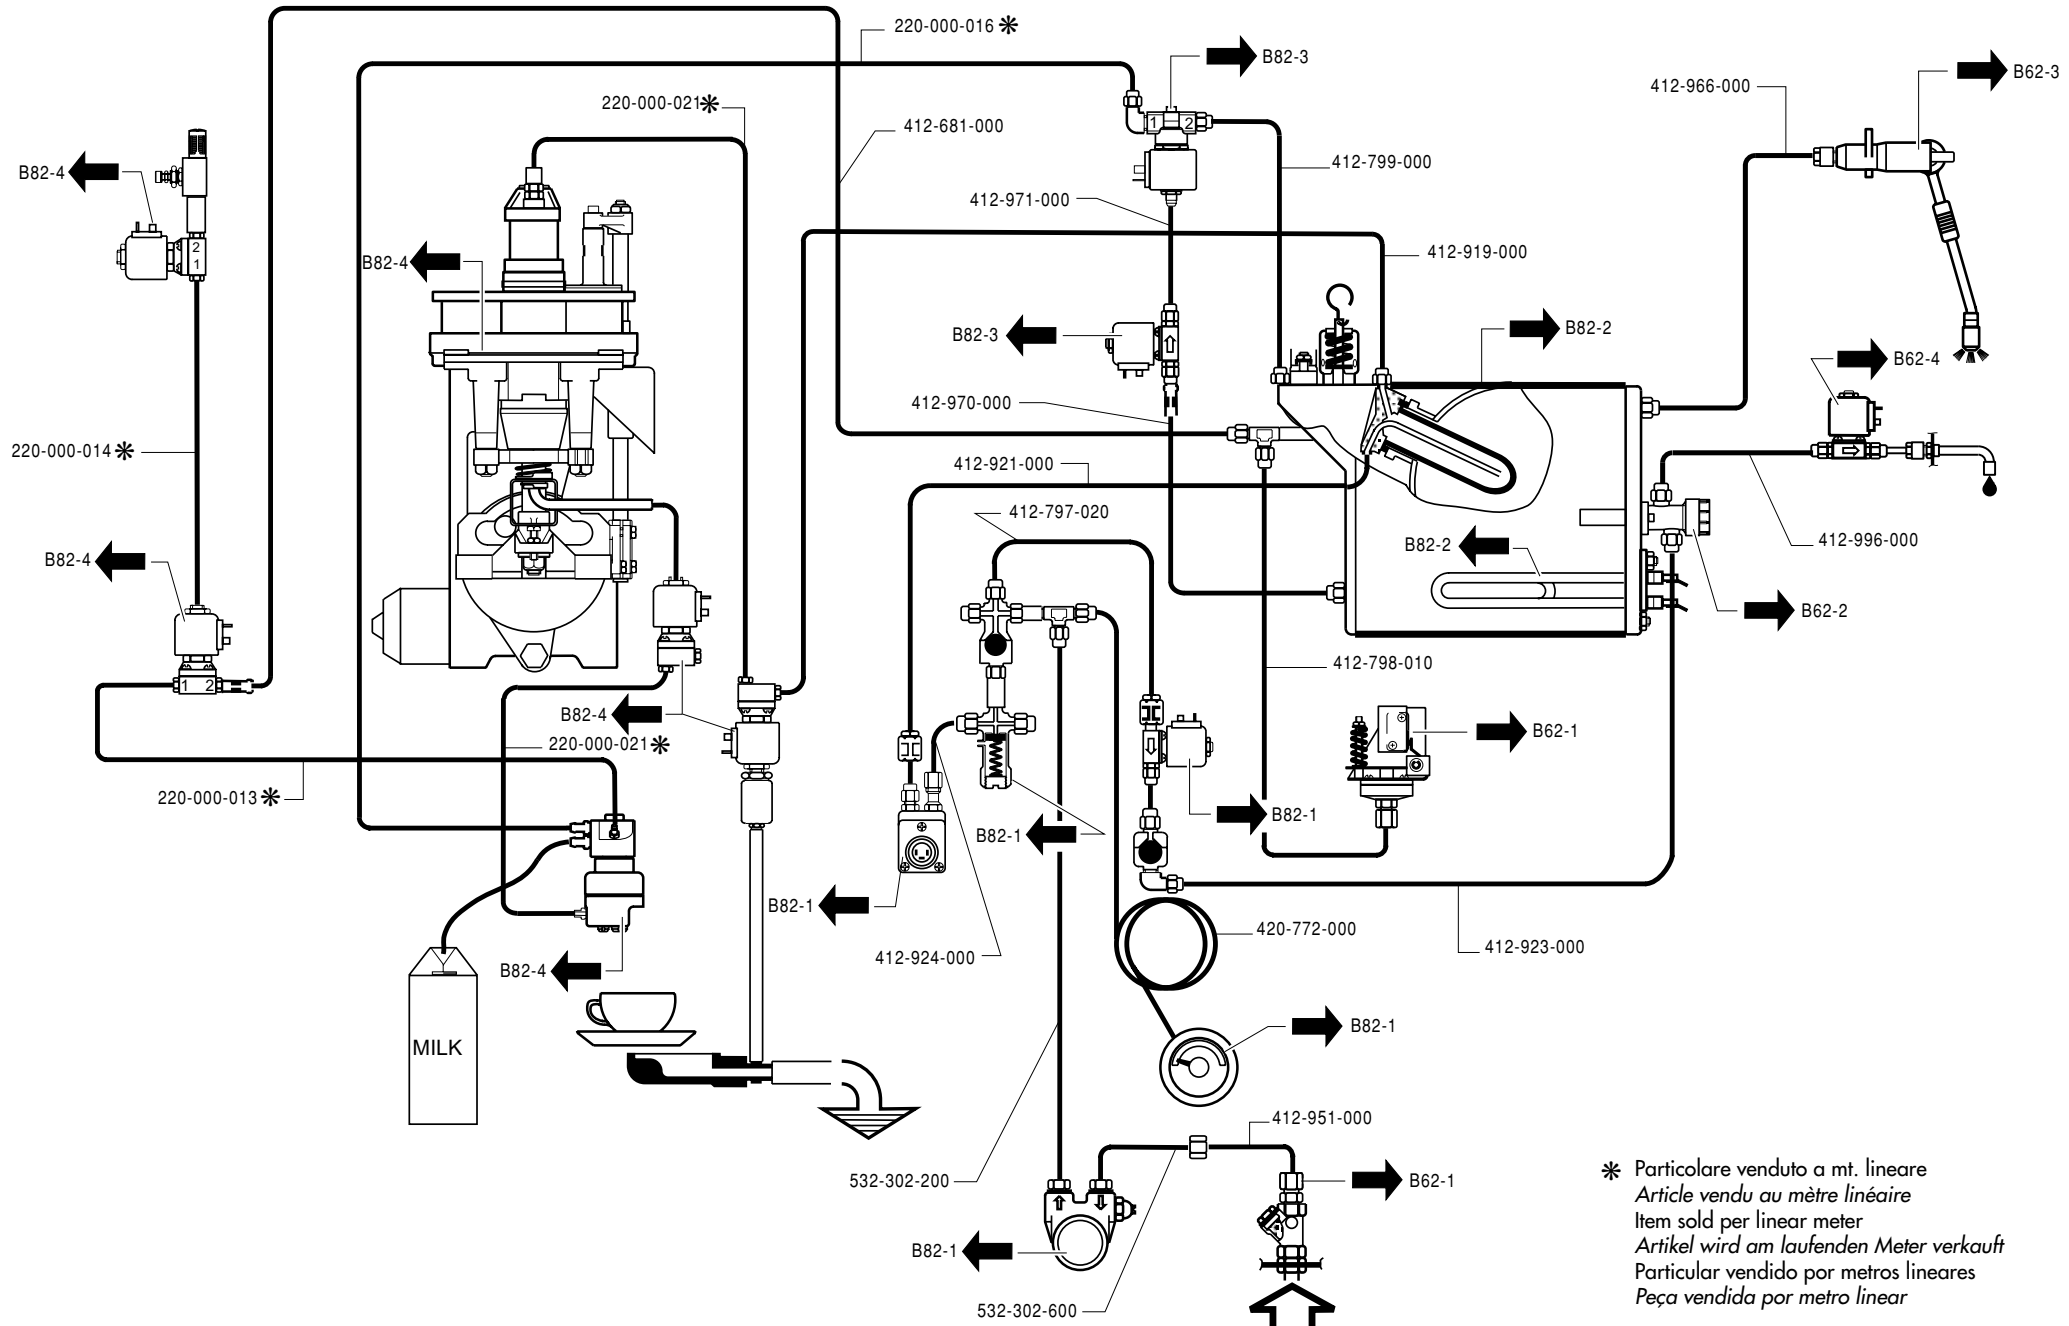 220-000-016 ✻
B82-3
B62-3
412-966-000
220-000-021✻
412-681-000
1 2
412-799-000
B82-4
412-971-000
2
1
B82-4
412-919-000
B82-3
B82-2
B62-4
412-970-000
220-000-014 ✻
412-921-000
412-797-020
B82-2
412-996-000
B82-4
B62-2
412-798-010
1 2
B82-4
B62-1
220-000-021 ✻
220-000-013 ✻
B82-1
B82-1
B82-1
420-772-000
412-923-000
412-924-000
B82-4
B82-1
MILK
412-951-000
532-302-200
B62-1
B82-1
532-302-600
✻ Particolare venduto a mt. lineare
Article vendu au mètre linéaire
Item sold per linear meter
Artikel wird am laufenden Meter verkauft
Particular vendido por metros lineares
Peça vendida por metro linear